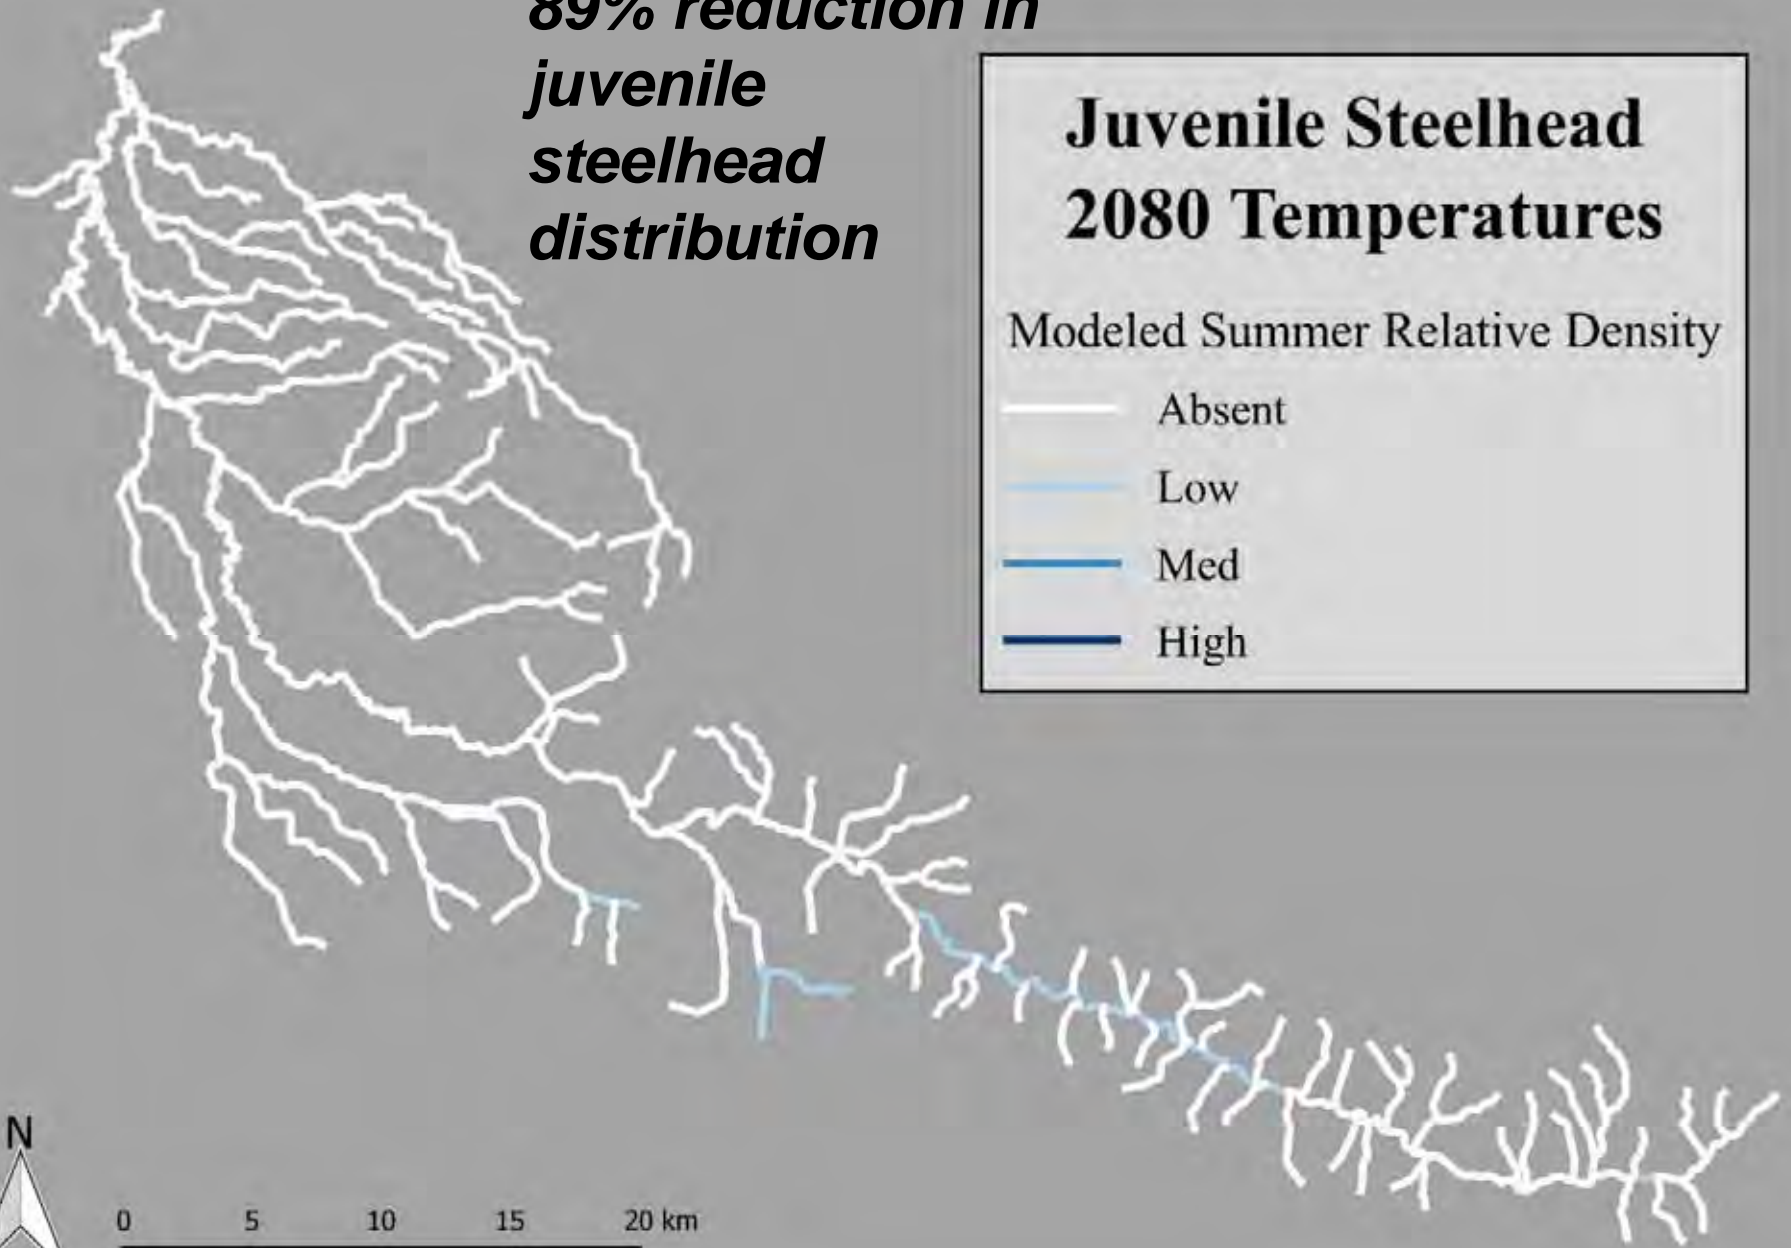 89% reduction in
juvenile
steelhead
distribution
Juvenile Steelhead
2080 Temperatures
Modeled Summer Relative Density
Absent
Low
Med
High
N
0 5 10 15 20 km